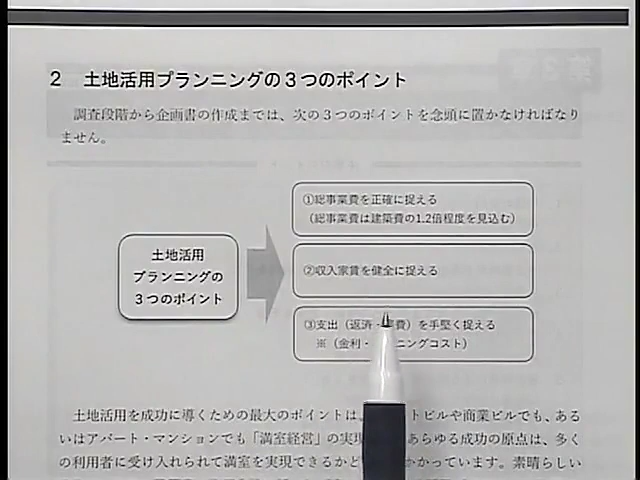 2 土地活用プランニングの3つのポイント
調査段階から企画書の作成までは、次の3つのポイントを念頭に置かなければなり
ません。
土地活用
プランニングの
3つのポイント
①総事業費を正確に捉える
(総事業費は建築費の1.2倍程度を見込む)
②収入家賃を健全に捉える
③支出(返済・費)を手堅く捉える
※(金利・ニングコスト)
土地活用を成功に導くための最大のポイントは、トビルや商業ビルでも、ある
いはアパート・マンションでも「満室経営」の実現あらゆる成功の原点は、多く
の利用者に受け入れられて満室を実現できるかどかかっています。素晴らしい